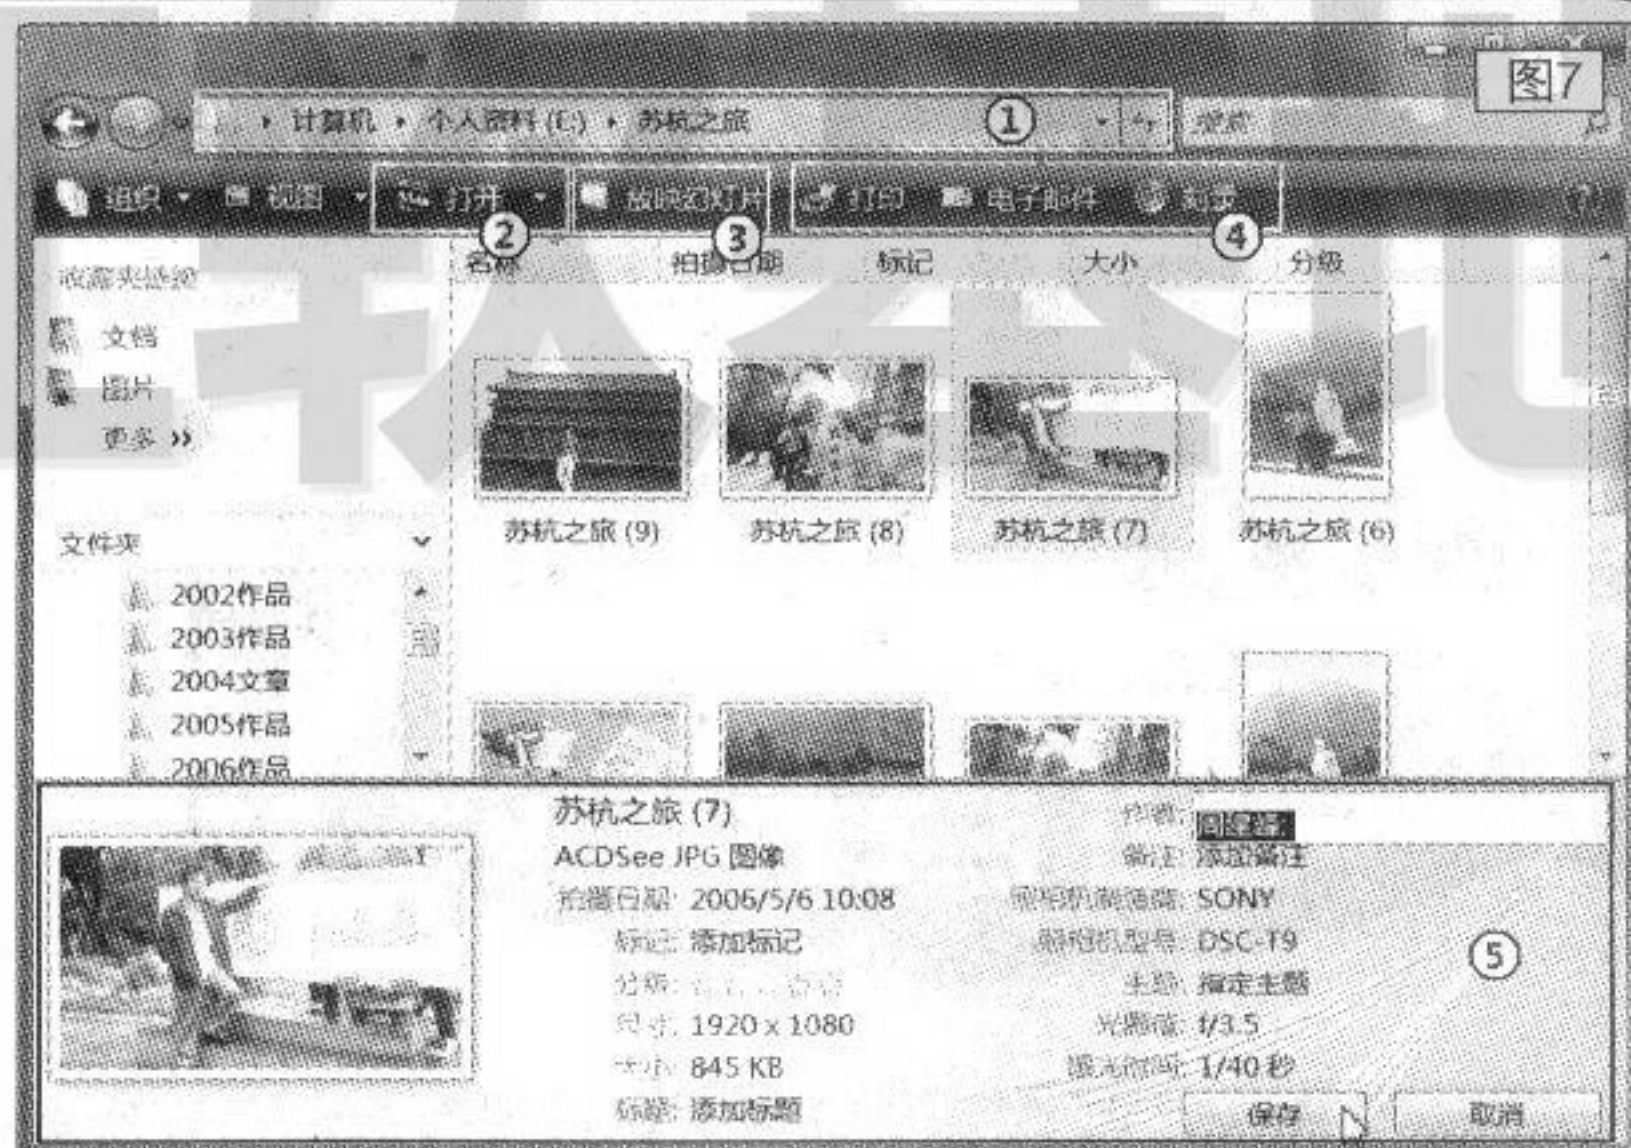 图7
计算机 个人资料 (E:) 苏杭之旅 ① 搜索
组织 视图 打开 放映幻灯片 打印 电子邮件 刻录
② ③ ④
收藏夹链接 名称 拍摄日期 标记 大小 分级
文档
图片
更多 »
苏杭之旅 (9) 苏杭之旅 (8) 苏杭之旅 (7) 苏杭之旅 (6)
文件夹
2002作品
2003作品
2004文章
2005作品
2006作品
苏杭之旅 (7) 作者:
ACDSee JPG 图像 备注: 添加备注
拍摄日期: 2006/5/6 10:08 照相机制造商: SONY
标记: 添加标记 照相机型号: DSC-T9
⑤
分级: 主题: 指定主题
尺寸: 1920 x 1080 光圈值: f/3.5
大小: 845 KB 曝光时间: 1/40 秒
标题: 添加标题 保存 取消